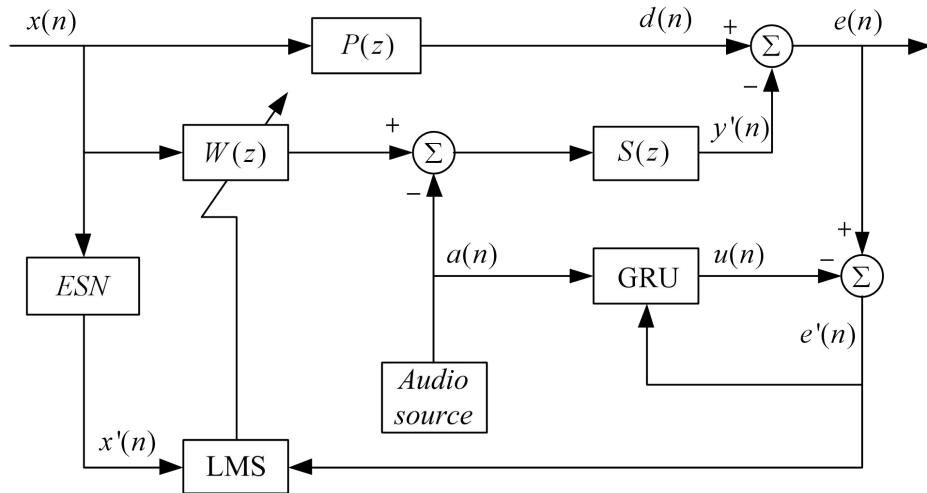 x(n)
d(n)
e(n)
P(z)
+
Σ
−
W(z)
+
Σ
−
S(z)
y'(n)
ESN
a(n)
GRU
u(n)
+
−
Σ
e'(n)
Audio
source
x'(n)
LMS